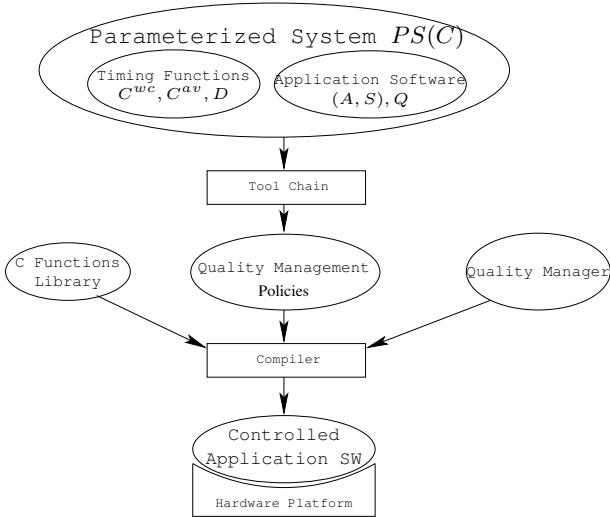 Parameterized System PS(C)
Timing Functions
C^{wc}, C^{av}, D
Application Software
(A, S), Q
Tool Chain
C Functions
Library
Quality Management
Policies
Quality Manager
Compiler
Controlled
Application SW
Hardware Platform